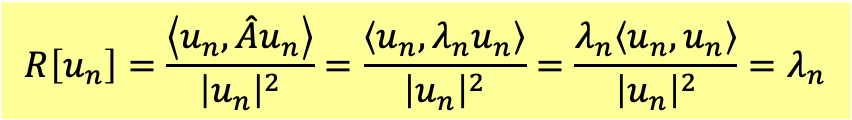 R[uₙ] = ⟨uₙ, Âuₙ⟩ / |uₙ|² = ⟨uₙ, λₙuₙ⟩ / |uₙ|² = λₙ⟨uₙ, uₙ⟩ / |uₙ|² = λₙ